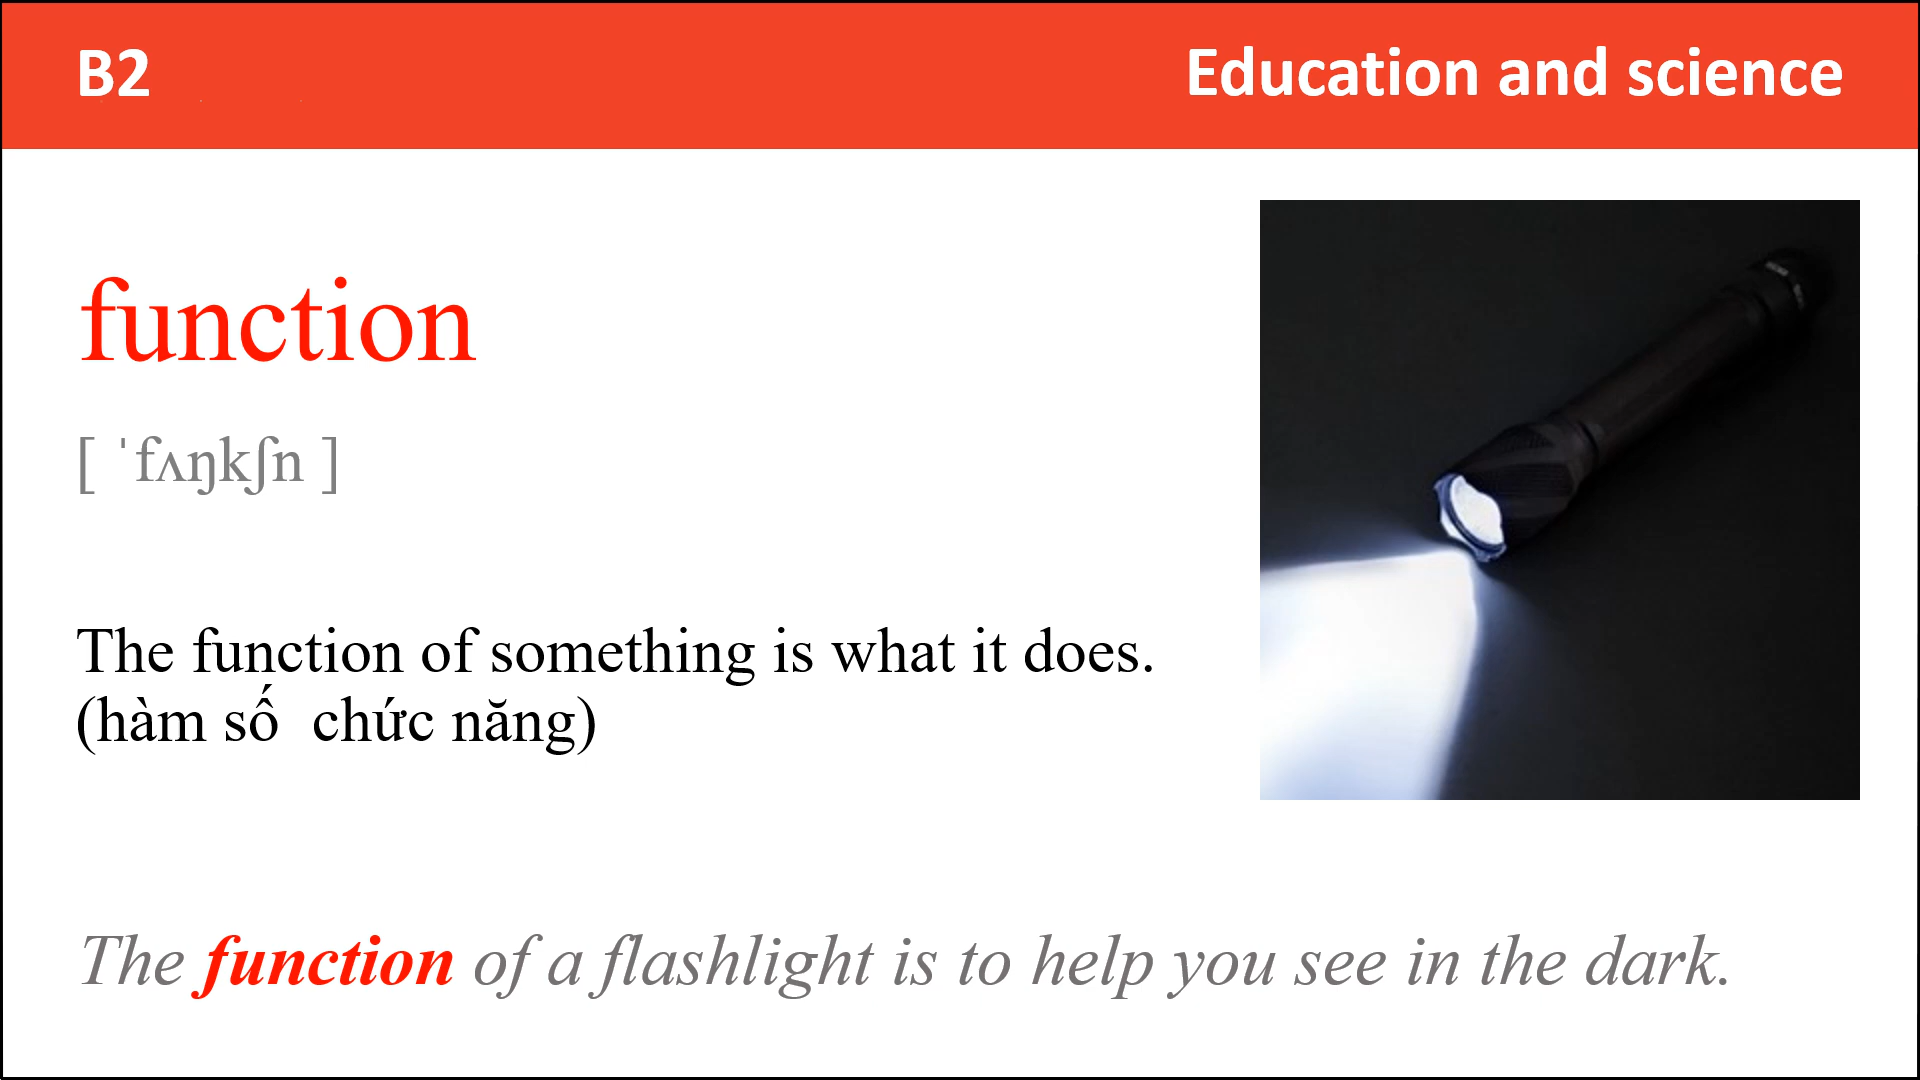 B2
Education and science
function
[ ˈfʌŋkʃn ]
The function of something is what it does.
(hàm số  chức năng)
The function of a flashlight is to help you see in the dark.